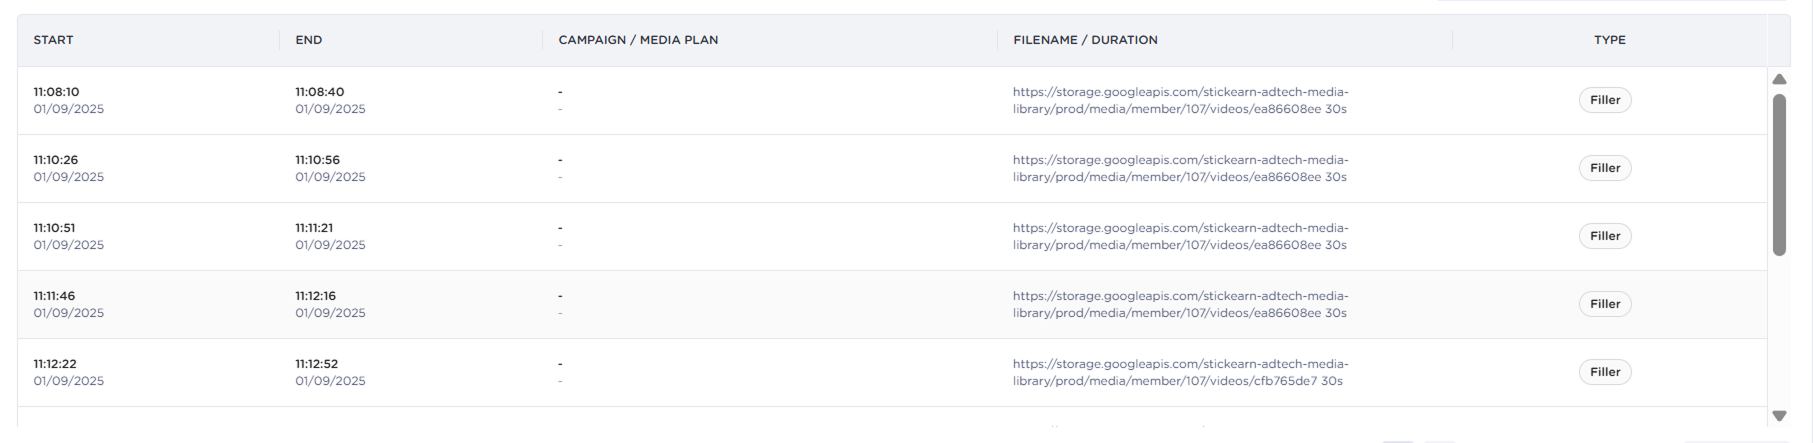 START END CAMPAIGN / MEDIA PLAN FILENAME / DURATION TYPE
11:08:10 11:08:40 - https://storage.googleapis.com/stickearn-adtech-media- Filler
01/09/2025 01/09/2025 - library/prod/media/member/107/videos/ea86608ee 30s
11:10:26 11:10:56 - https://storage.googleapis.com/stickearn-adtech-media- Filler
01/09/2025 01/09/2025 - library/prod/media/member/107/videos/ea86608ee 30s
11:10:51 11:11:21 - https://storage.googleapis.com/stickearn-adtech-media- Filler
01/09/2025 01/09/2025 - library/prod/media/member/107/videos/ea86608ee 30s
11:11:46 11:12:16 - https://storage.googleapis.com/stickearn-adtech-media- Filler
01/09/2025 01/09/2025 - library/prod/media/member/107/videos/ea86608ee 30s
11:12:22 11:12:52 - https://storage.googleapis.com/stickearn-adtech-media- Filler
01/09/2025 01/09/2025 - library/prod/media/member/107/videos/cfb765de7 30s